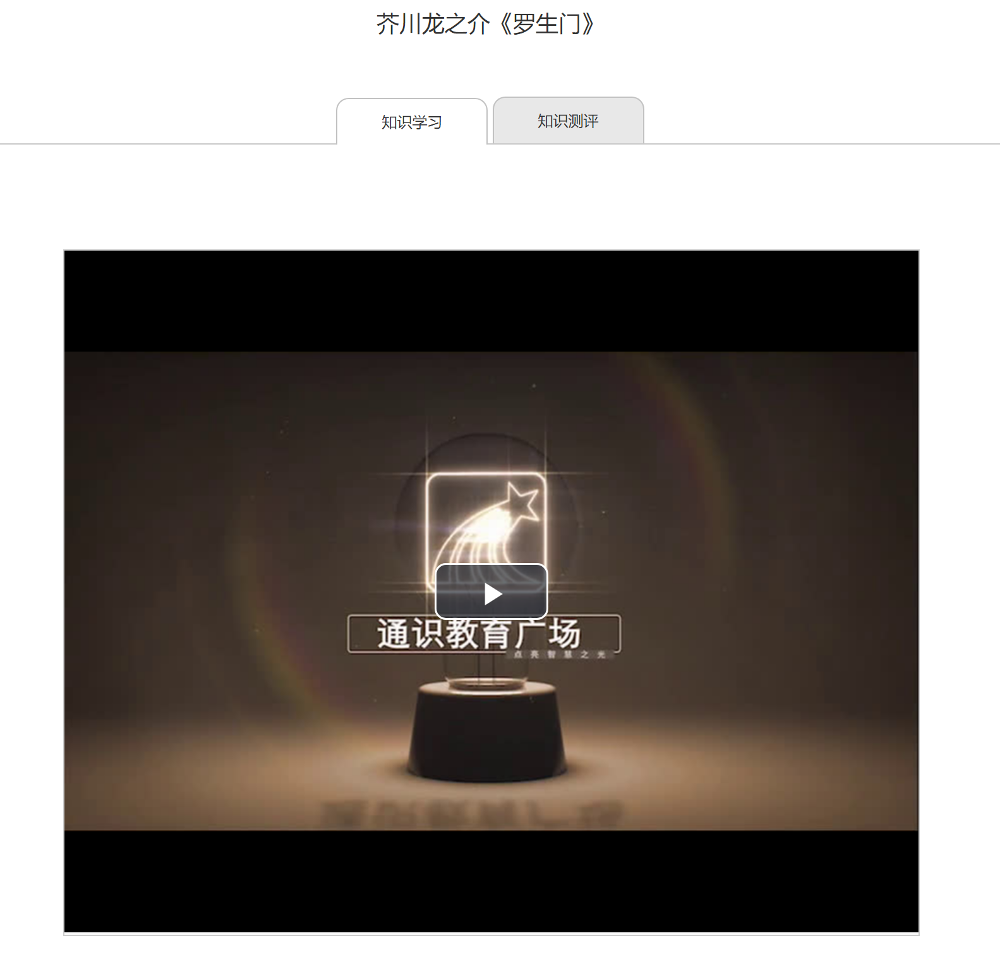 芥川龙之介《罗生门》
知识学习
知识测评
通识教育广场
点亮智慧之光